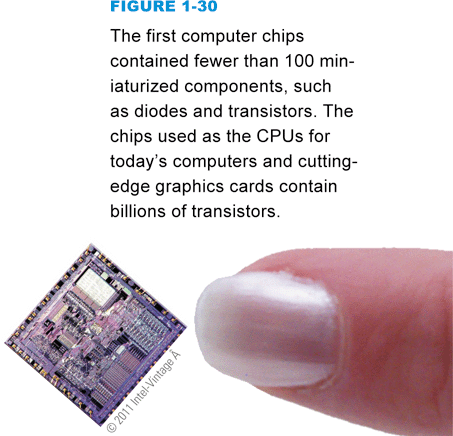 FIGURE 1-30
The first computer chips
contained fewer than 100 min-
iaturized components, such
as diodes and transistors. The
chips used as the CPUs for
today’s computers and cutting-
edge graphics cards contain
billions of transistors.
© 2011 Intel-Vintage Â